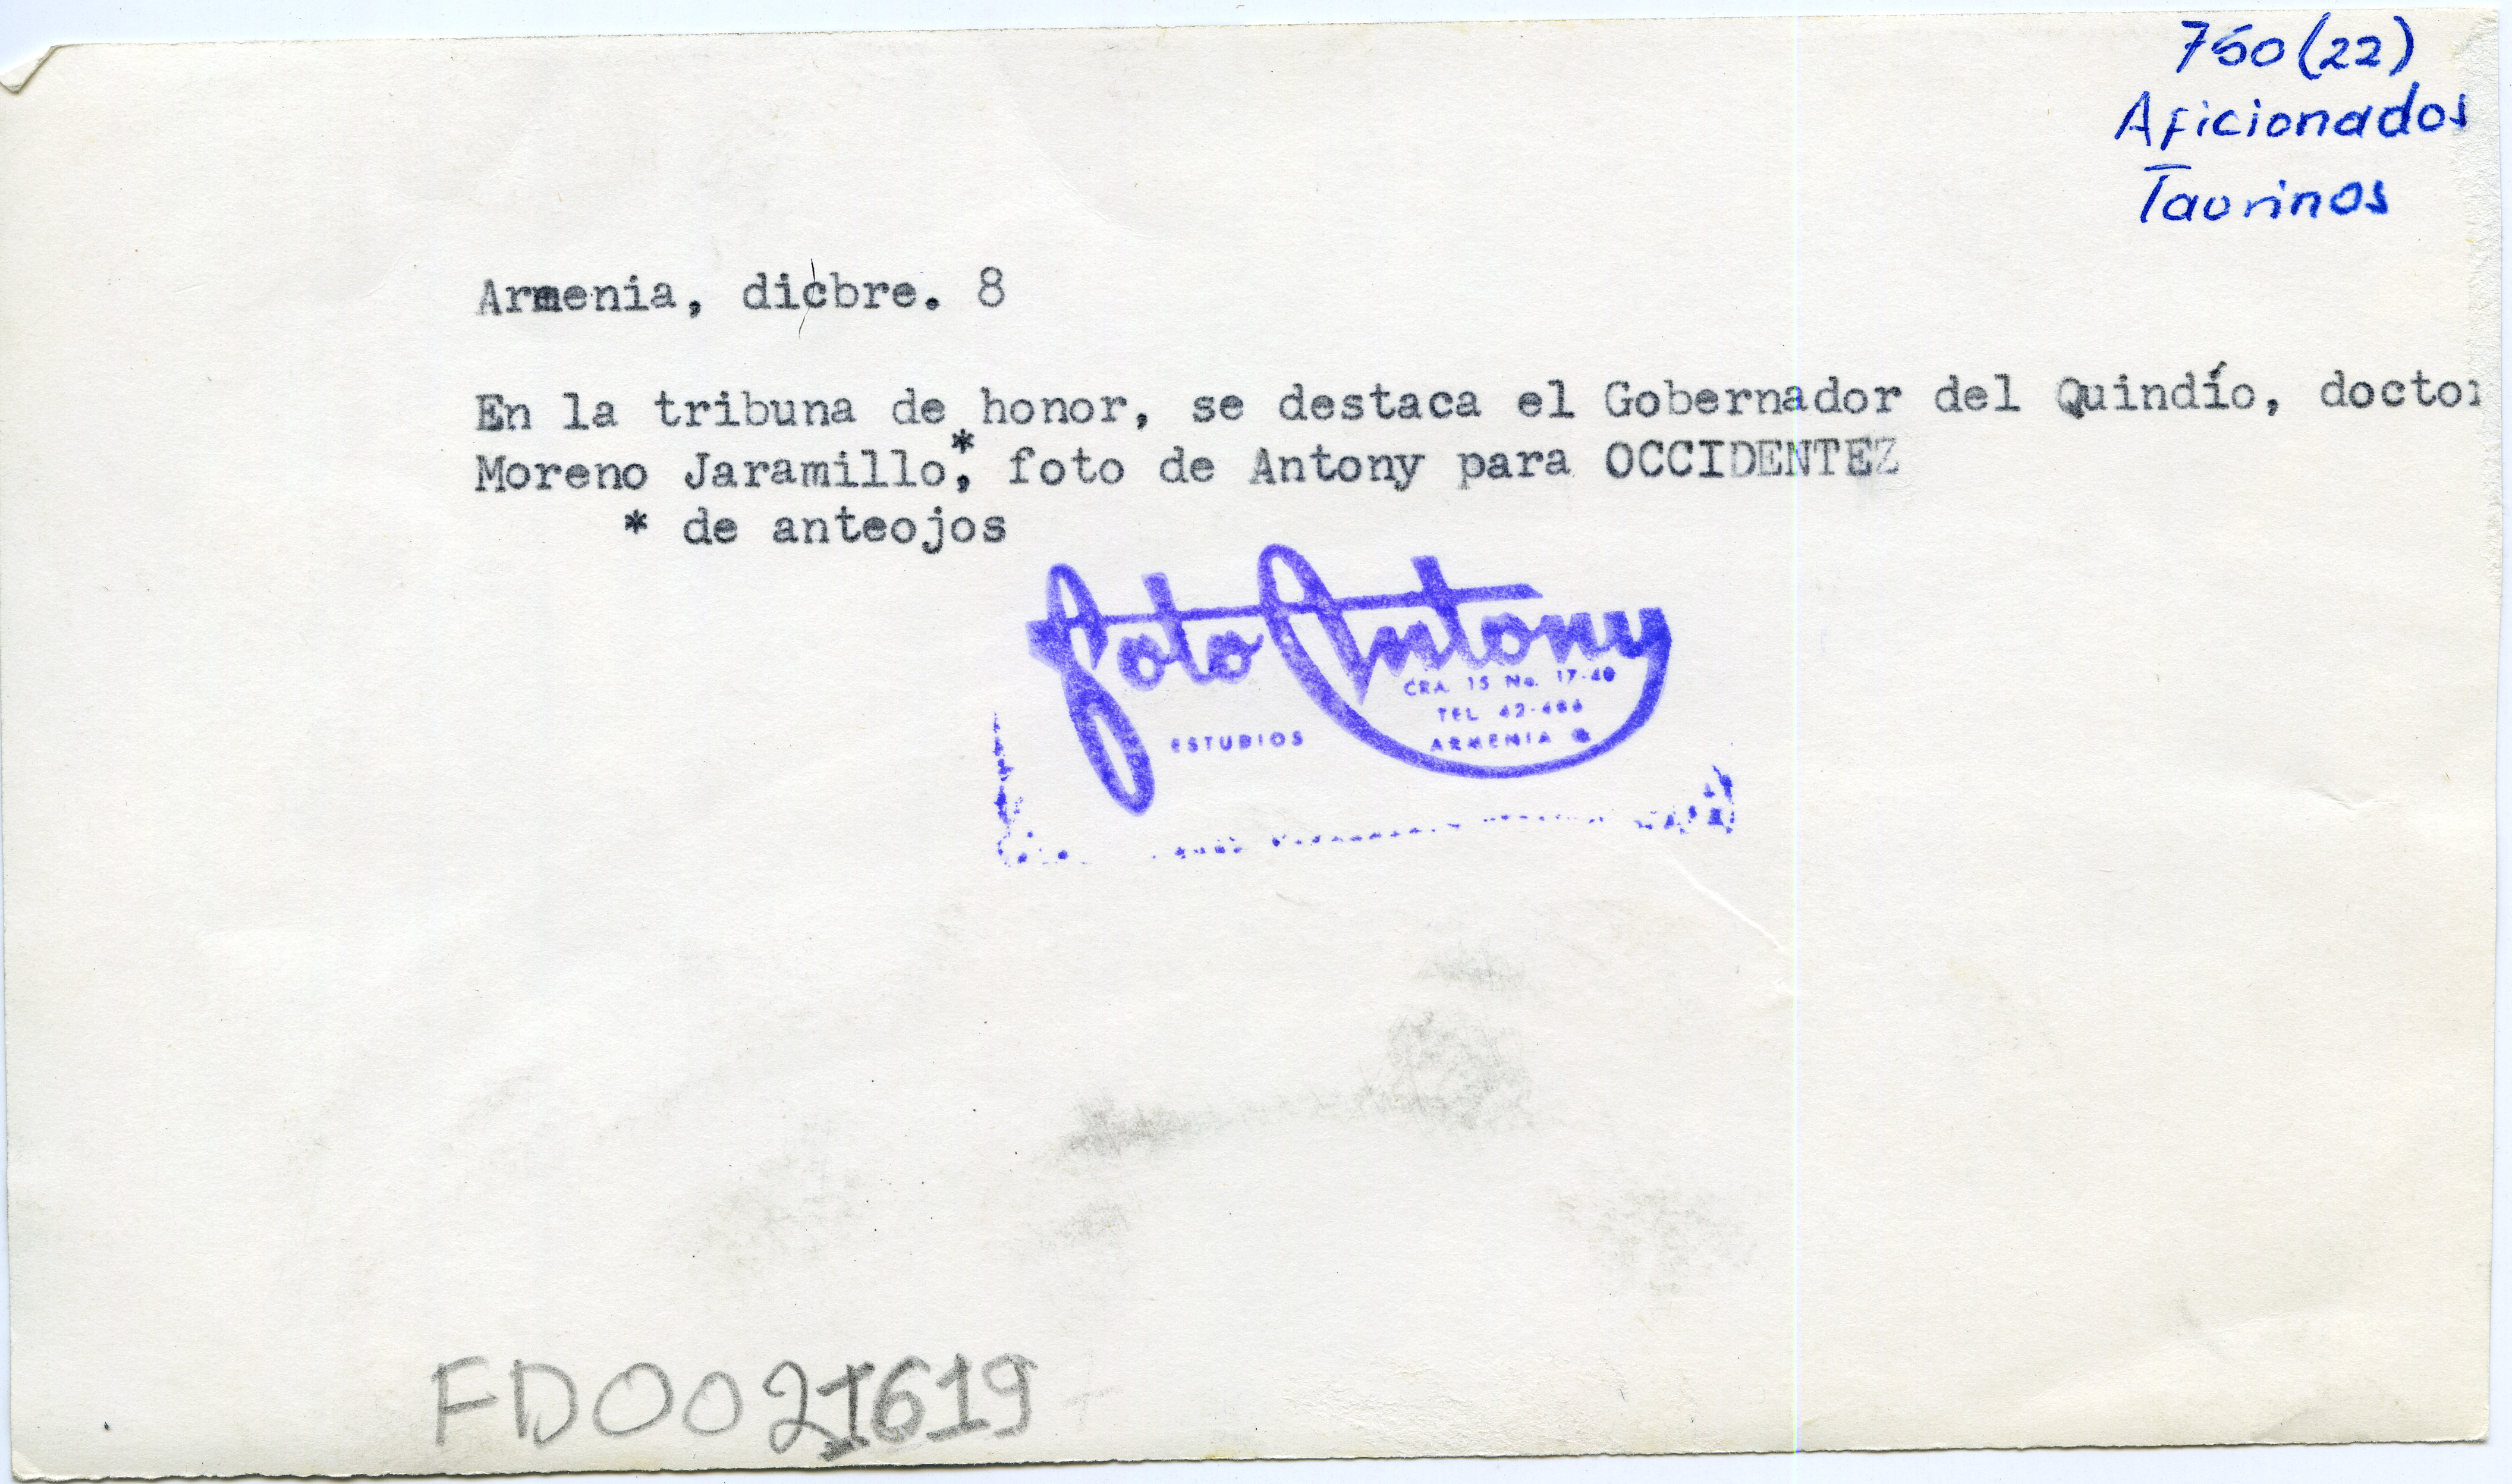 750(22)
Aficionados
Taurinos
Armenia, dicbre. 8
En la tribuna de honor, se destaca el Gobernador del Quindío, doctor
Moreno Jaramillo,* foto de Antony para OCCIDENTEZ
* de anteojos
foto Antony
CRA. 15 No. 17-40
TEL 42-466
ESTUDIOS
ARMENIA Q
FD0021619